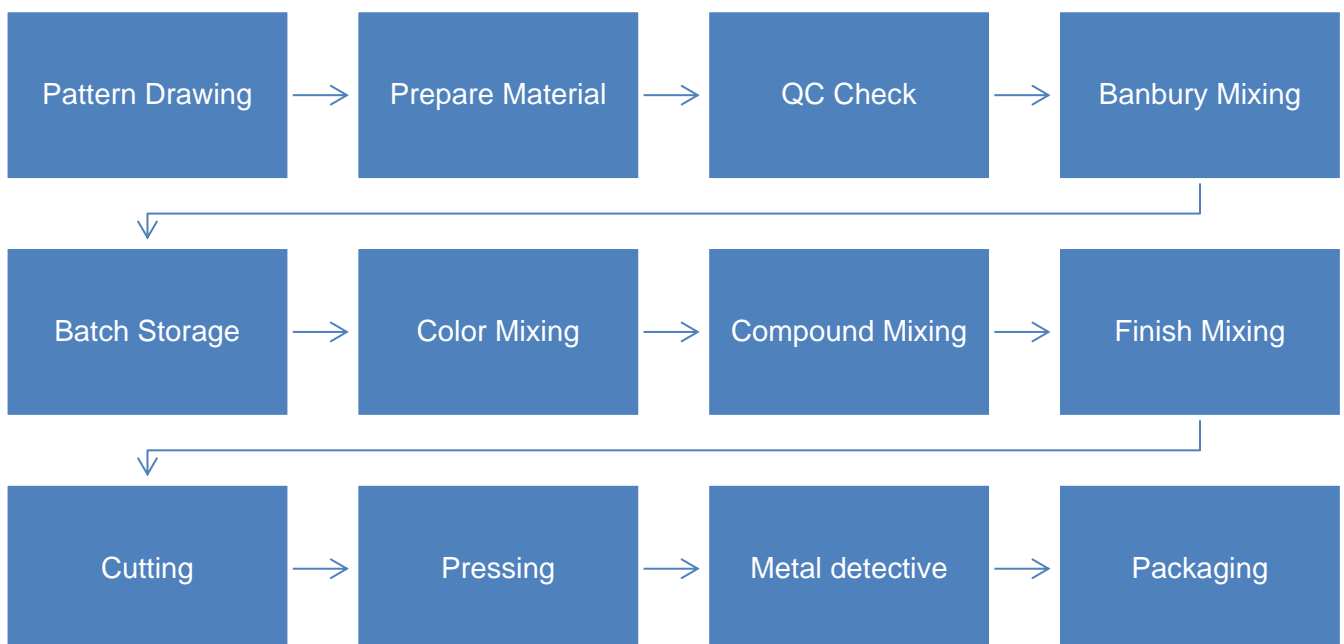 Pattern Drawing
Prepare Material
QC Check
Banbury Mixing
Batch Storage
Color Mixing
Compound Mixing
Finish Mixing
Cutting
Pressing
Metal detective
Packaging